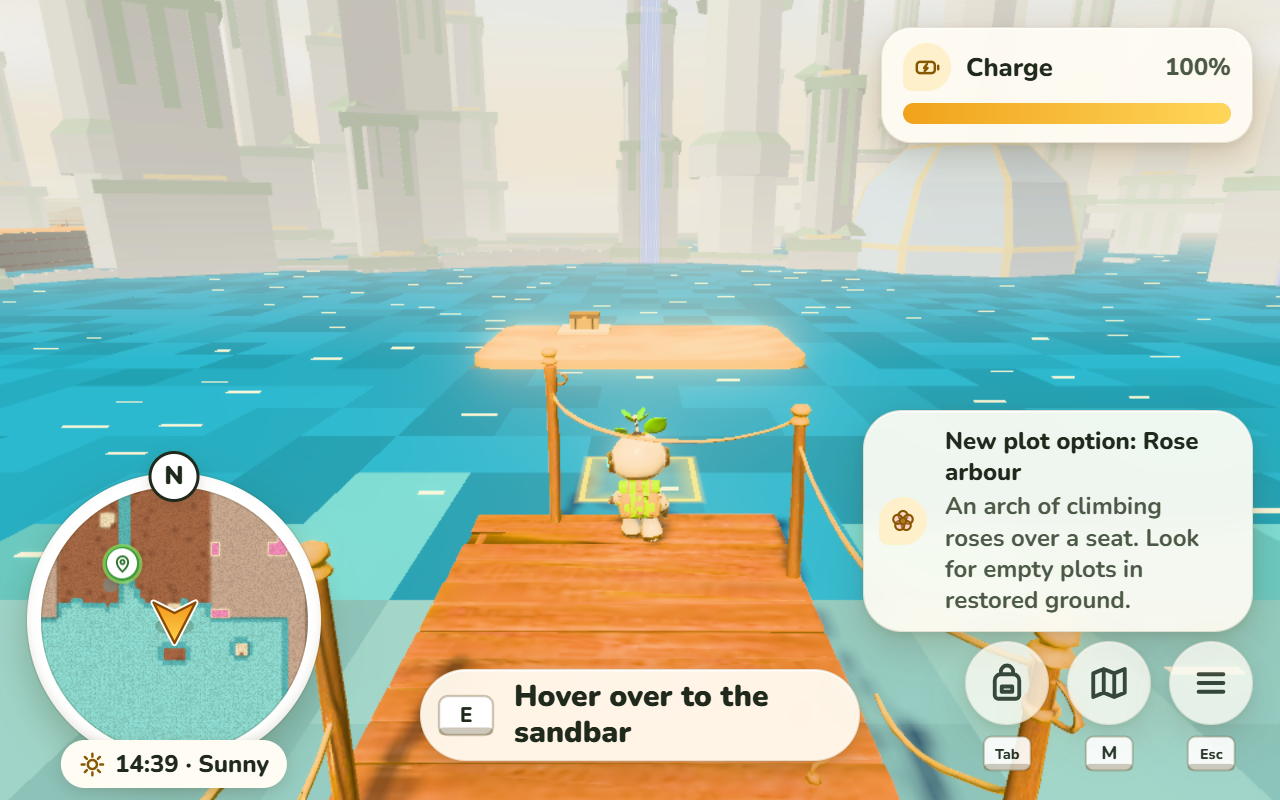 Charge 100%
New plot option: Rose
arbour
An arch of climbing
roses over a seat. Look
for empty plots in
restored ground.
N
E
Hover over to the
sandbar
14:39 · Sunny
Tab
M
Esc